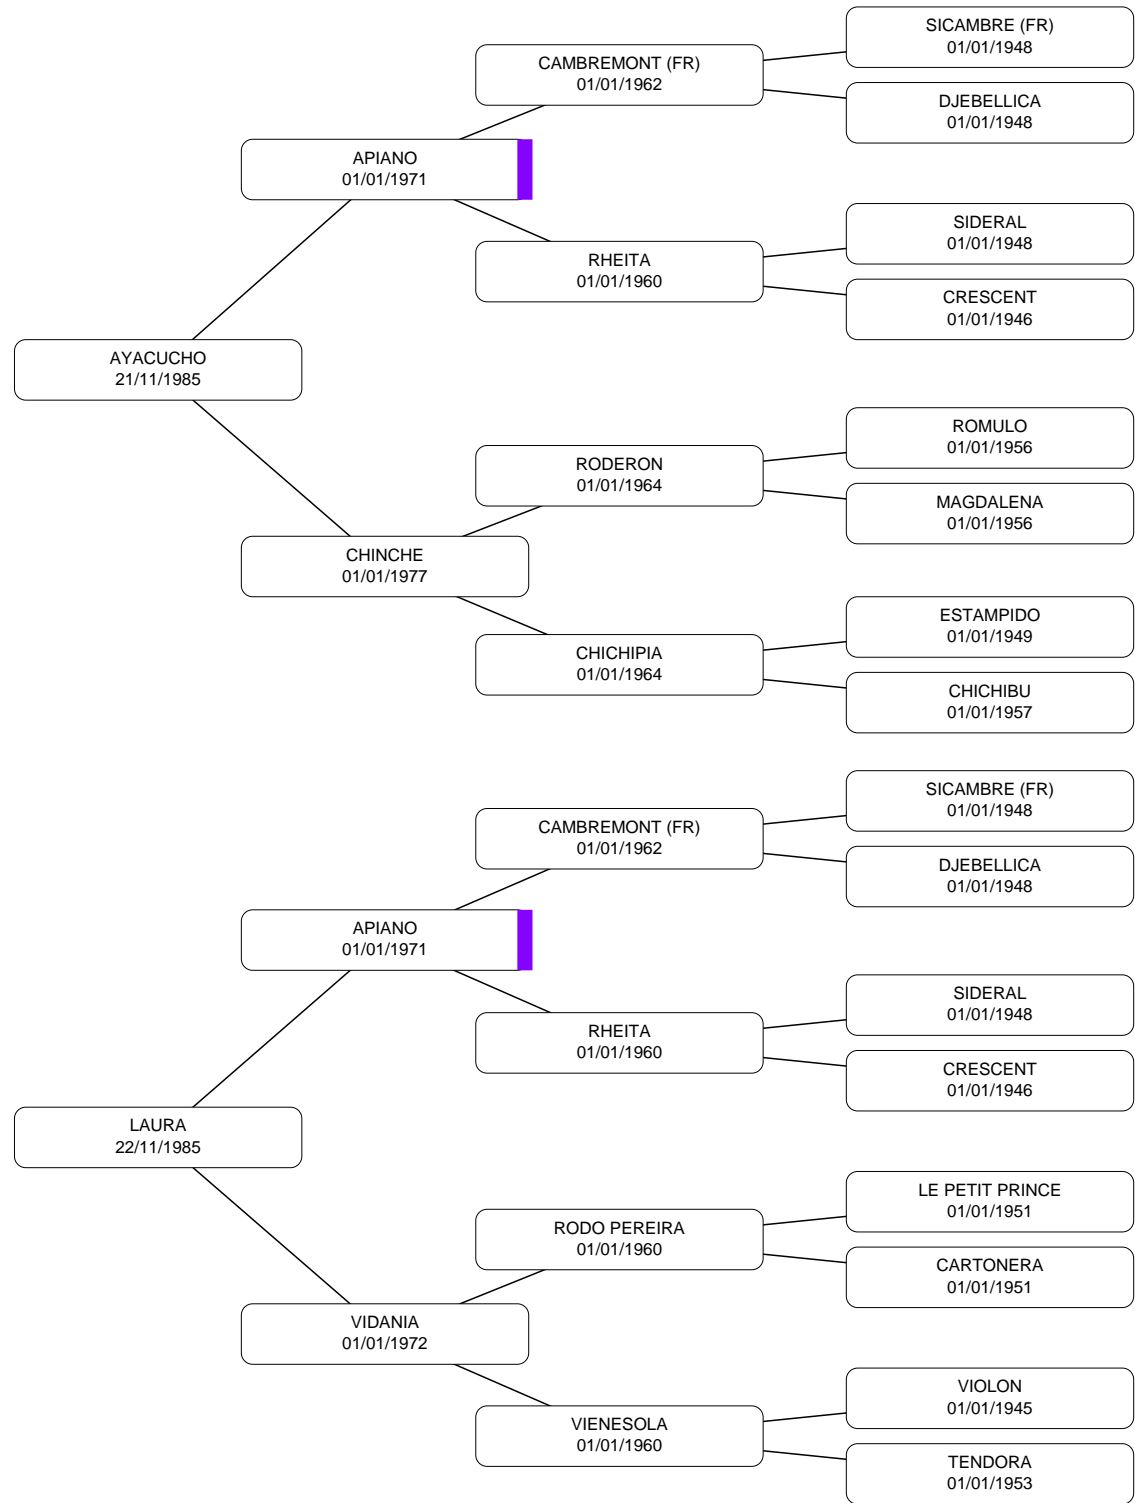 SICAMBRE (FR)
01/01/1948
CAMBREMONT (FR)
01/01/1962
DJEBELLICA
01/01/1948
APIANO
01/01/1971
SIDERAL
01/01/1948
RHEITA
01/01/1960
CRESCENT
01/01/1946
AYACUCHO
21/11/1985
ROMULO
01/01/1956
RODERON
01/01/1964
MAGDALENA
01/01/1956
CHINCHE
01/01/1977
ESTAMPIDO
01/01/1949
CHICHIPIA
01/01/1964
CHICHIBU
01/01/1957
SICAMBRE (FR)
01/01/1948
CAMBREMONT (FR)
01/01/1962
DJEBELLICA
01/01/1948
APIANO
01/01/1971
SIDERAL
01/01/1948
RHEITA
01/01/1960
CRESCENT
01/01/1946
LAURA
22/11/1985
LE PETIT PRINCE
01/01/1951
RODO PEREIRA
01/01/1960
CARTONERA
01/01/1951
VIDANIA
01/01/1972
VIOLON
01/01/1945
VIENESOLA
01/01/1960
TENDORA
01/01/1953